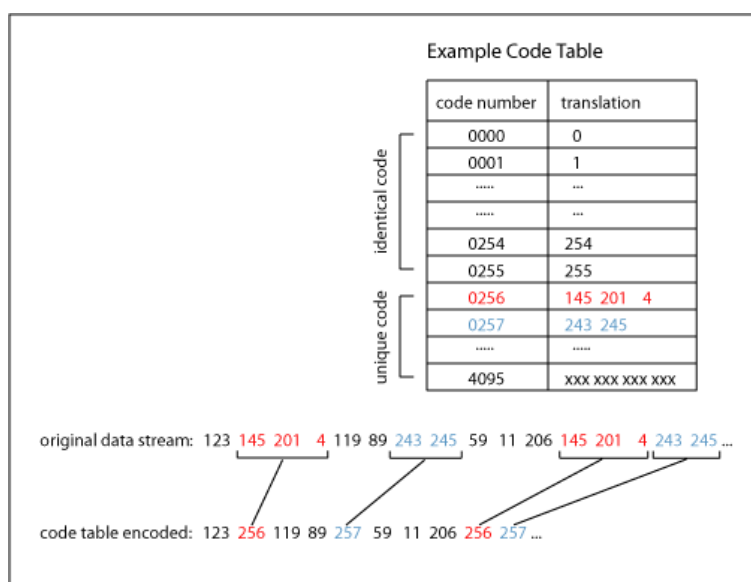 Example Code Table
code number translation
0000 0
0001 1
..... ...
..... ...
0254 254
0255 255
0256 145 201 4
0257 243 245
..... .....
4095 xxx xxx xxx xxx
identical code
unique code
original data stream: 123 145 201 4 119 89 243 245 59 11 206 145 201 4 243 245 ...
code table encoded: 123 256 119 89 257 59 11 206 256 257 ...